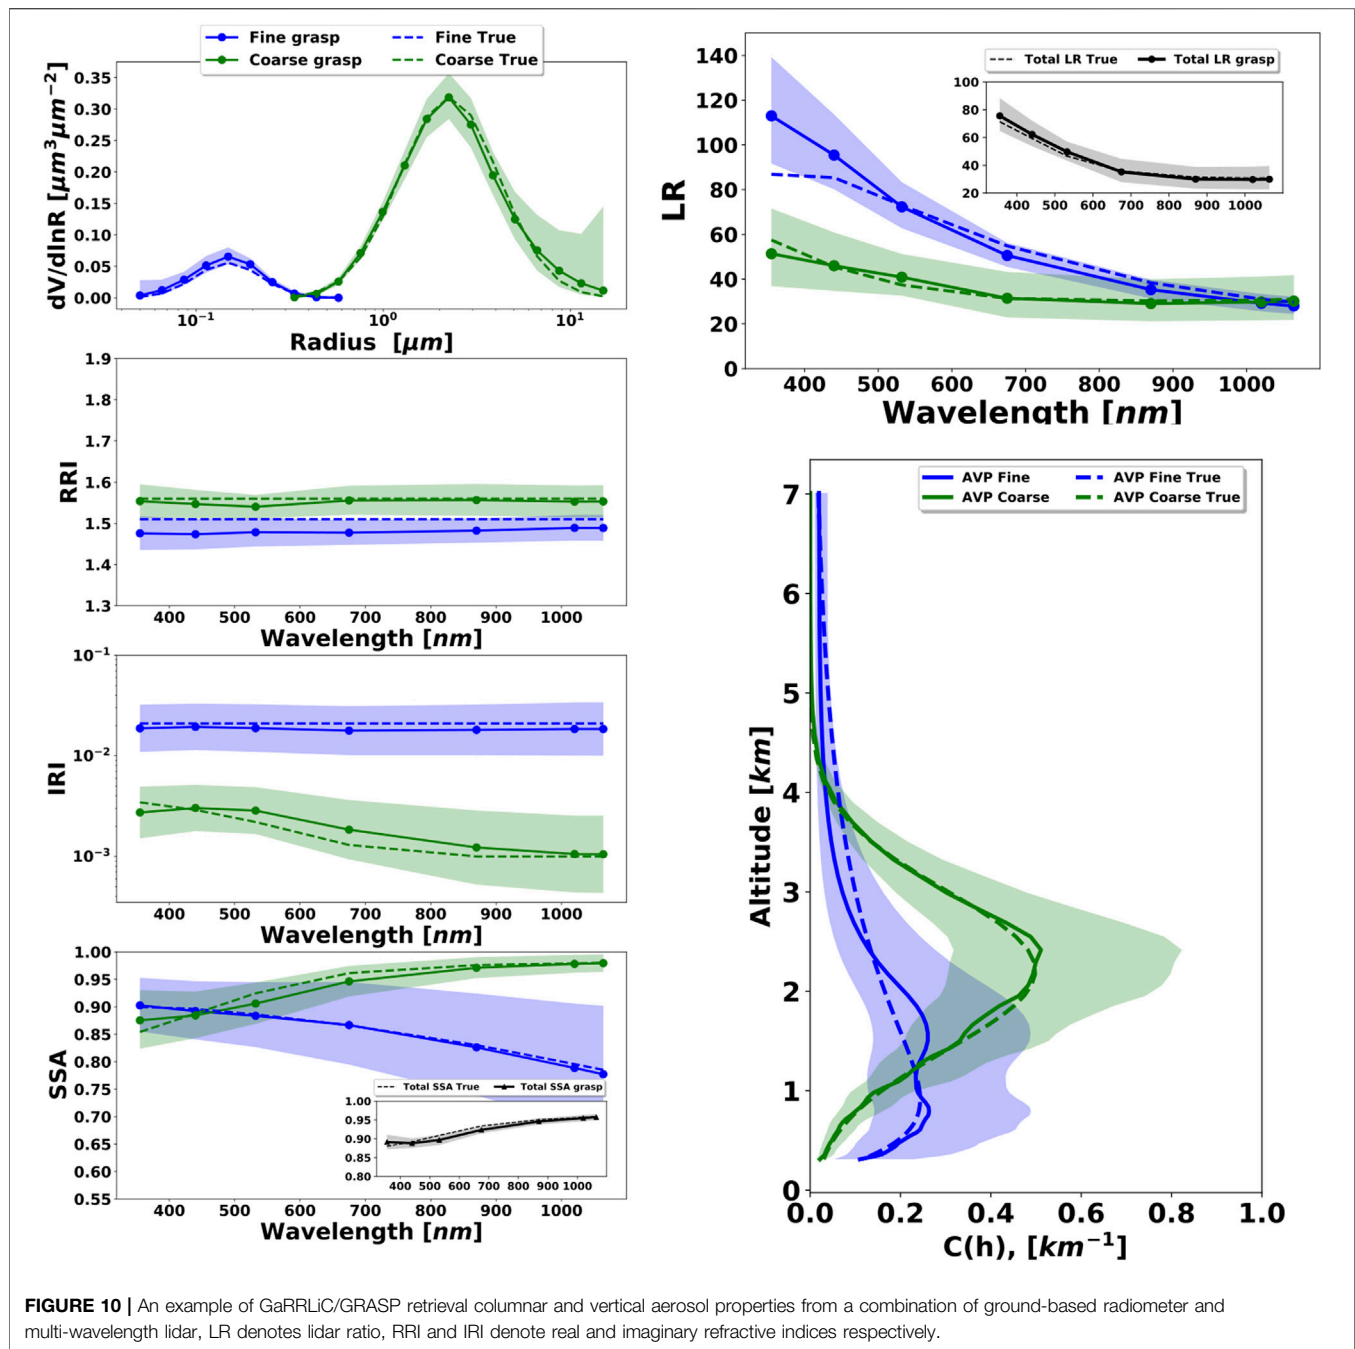 Fine grasp
Coarse grasp
Fine True
Coarse True
0.35
0.30
0.25
0.20
0.15
0.10
0.05
0.00
dV/dlnR [μm³μm⁻²]
10⁻¹ 10⁰ 10¹
Radius [μm]
1.9
1.8
1.7
1.6
1.5
1.4
1.3
RRI
400 500 600 700 800 900 1000
Wavelength [nm]
10⁻¹
10⁻²
10⁻³
IRI
400 500 600 700 800 900 1000
Wavelength [nm]
1.00
0.95
0.90
0.85
0.80
0.75
0.70
0.65
0.60
0.55
SSA
Total SSA True Total SSA grasp
1.00
0.95
0.90
0.85
0.80
400 500 600 700 800 900 1000
400 500 600 700 800 900 1000
Wavelength [nm]
140
120
100
80
60
40
20
0
LR
Total LR True Total LR grasp
100
80
60
40
20
400 500 600 700 800 900 1000
400 500 600 700 800 900 1000
Wavelength [nm]
AVP Fine
AVP Coarse
AVP Fine True
AVP Coarse True
7
6
5
4
3
2
1
0
Altitude [km]
0.0 0.2 0.4 0.6 0.8 1.0
C(h), [km⁻¹]
FIGURE 10 | An example of GaRRLiC/GRASP retrieval columnar and vertical aerosol properties from a combination of ground-based radiometer and
multi-wavelength lidar, LR denotes lidar ratio, RRI and IRI denote real and imaginary refractive indices respectively.